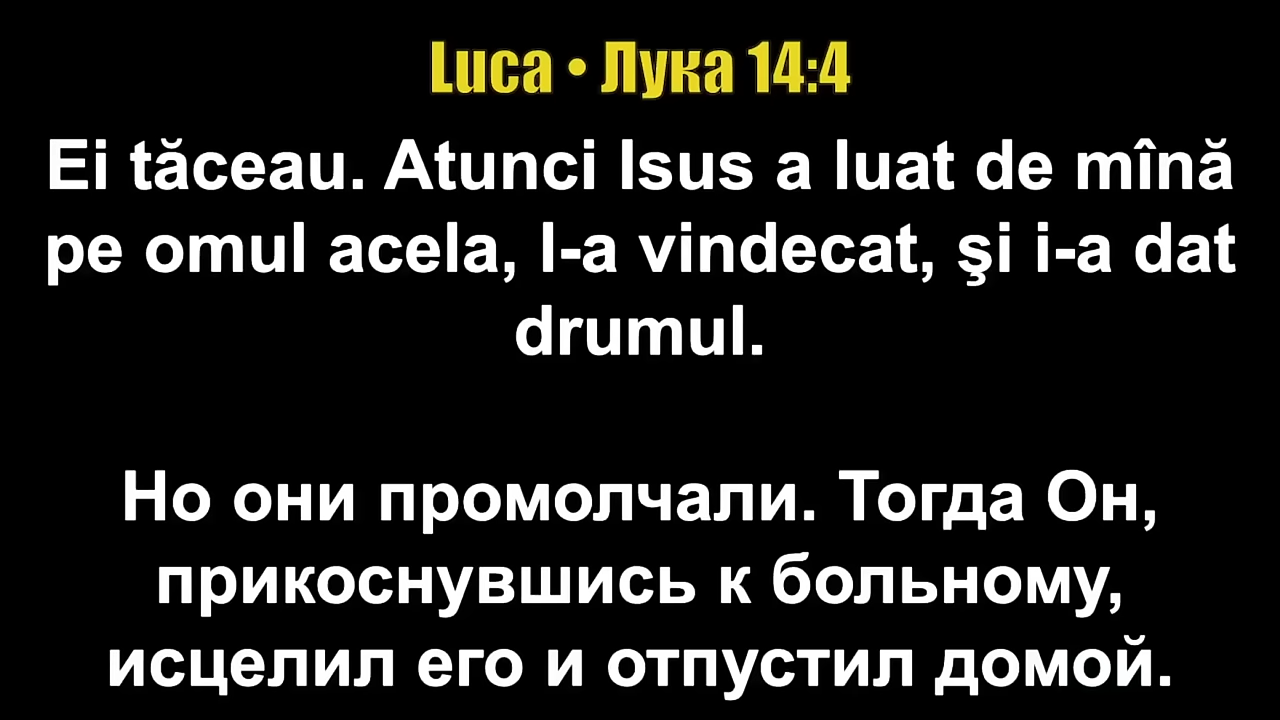 Luca • Лука 14:4
Ei tăceau. Atunci Isus a luat de mînă
pe omul acela, l-a vindecat, şi i-a dat
drumul.
Но они промолчали. Тогда Он,
прикоснувшись к больному,
исцелил его и отпустил домой.